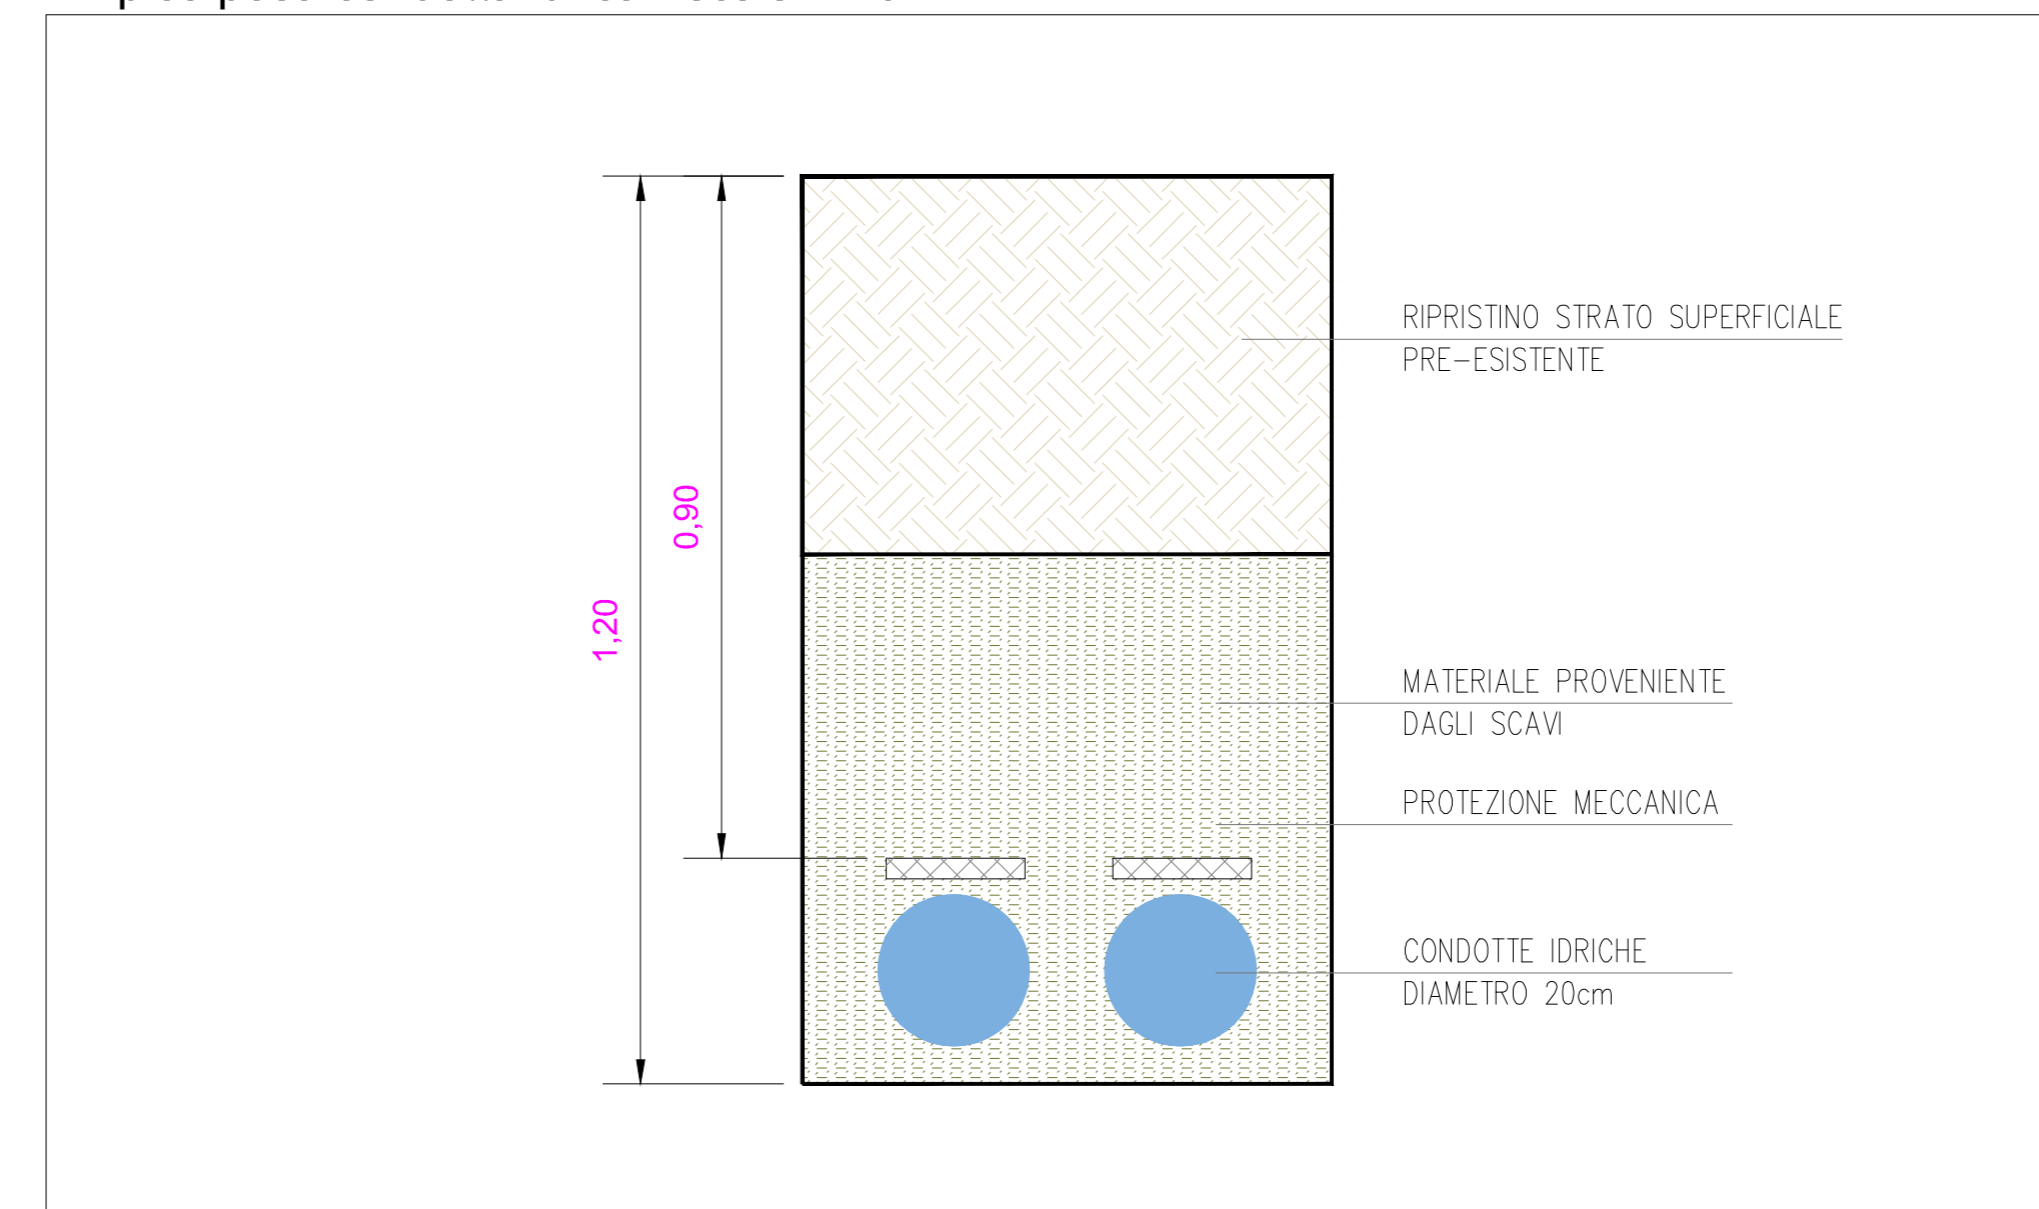 RIPRISTINO STRATO SUPERFICIALE
PRE-ESISTENTE
0,90
1,20
MATERIALE PROVENIENTE
DAGLI SCAVI
PROTEZIONE MECCANICA
CONDOTTE IDRICHE
DIAMETRO 20cm